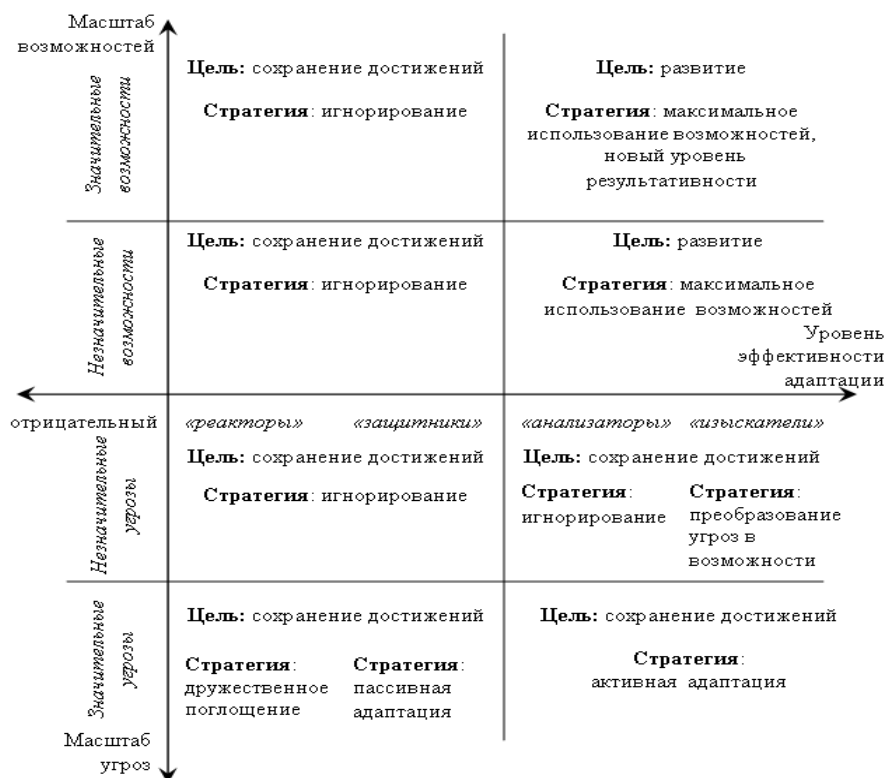 Масштаб
возможностей
Значительные
возможности
Цель: сохранение достижений
Стратегия: игнорирование
Цель: развитие
Стратегия: максимальное
использование возможностей,
новый уровень
результативности
Незначительные
возможности
Цель: сохранение достижений
Стратегия: игнорирование
Цель: развитие
Стратегия: максимальное
использование возможностей
Уровень
эффективности
адаптации
отрицательный
«реакторы» «защитники» «анализаторы» «изыскатели»
Незначительные
угрозы
Цель: сохранение достижений
Стратегия: игнорирование
Цель: сохранение достижений
Стратегия:
игнорирование
Стратегия:
преобразование
угроз в
возможности
Значительные
угрозы
Цель: сохранение достижений
Стратегия:
дружественное
поглощение
Стратегия:
пассивная
адаптация
Цель: сохранение достижений
Стратегия:
активная адаптация
Масштаб
угроз